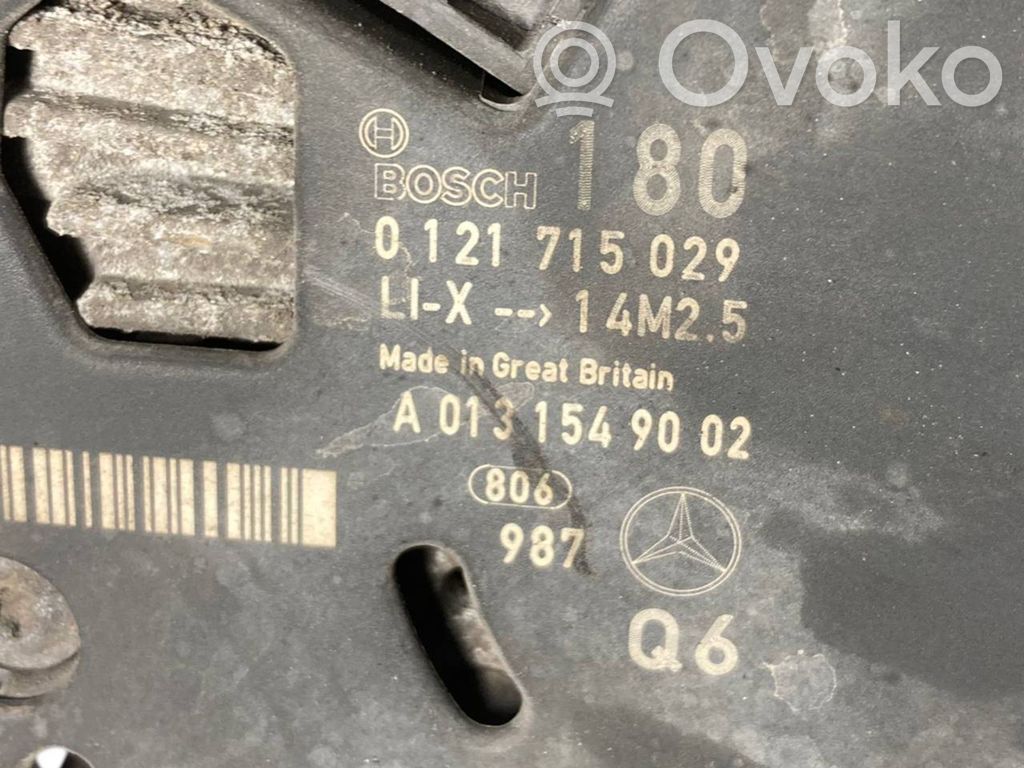 Ovoko
BOSCH 180
0 121 715 029
LI-X --> 14M2.5
Made in Great Britain
A 013 154 90 02
806
987
Q6